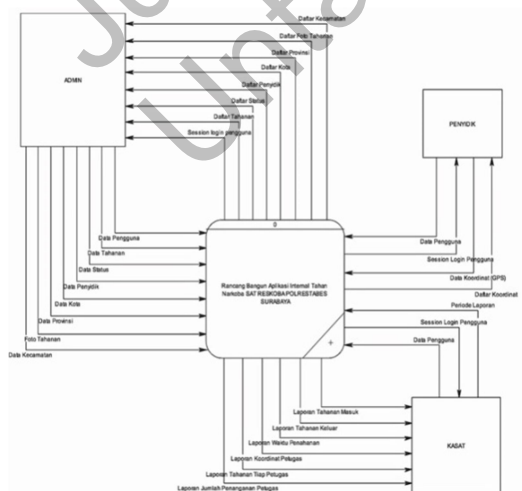 Daftar Kecamatan
Daftar Foto Tahanan
Daftar Provinsi
Daftar Kota
Daftar Penyidik
Daftar Status
Daftar Tahanan
Session login pengguna
ADMIN
PENYIDIK
Data Pengguna
Data Tahanan
Data Status
Data Penyidik
Data Kota
Data Provinsi
Foto Tahanan
Data Kecamatan
0
Rancang Bangun Aplikasi Internal Tahan
Narkoba SAT RESKOBA POLRESTABES
SURABAYA
+
Data Pengguna
Session Login Pengguna
Data Koordinat (GPS)
Daftar Koordinat
Periode Laporan
Session Login Pengguna
Data Pengguna
KASAT
Laporan Tahanan Masuk
Laporan Tahanan Keluar
Laporan Waktu Penahanan
Laporan Koordinat Petugas
Laporan Tahanan Tiap Petugas
Laporan Jumlah Penanganan Petugas